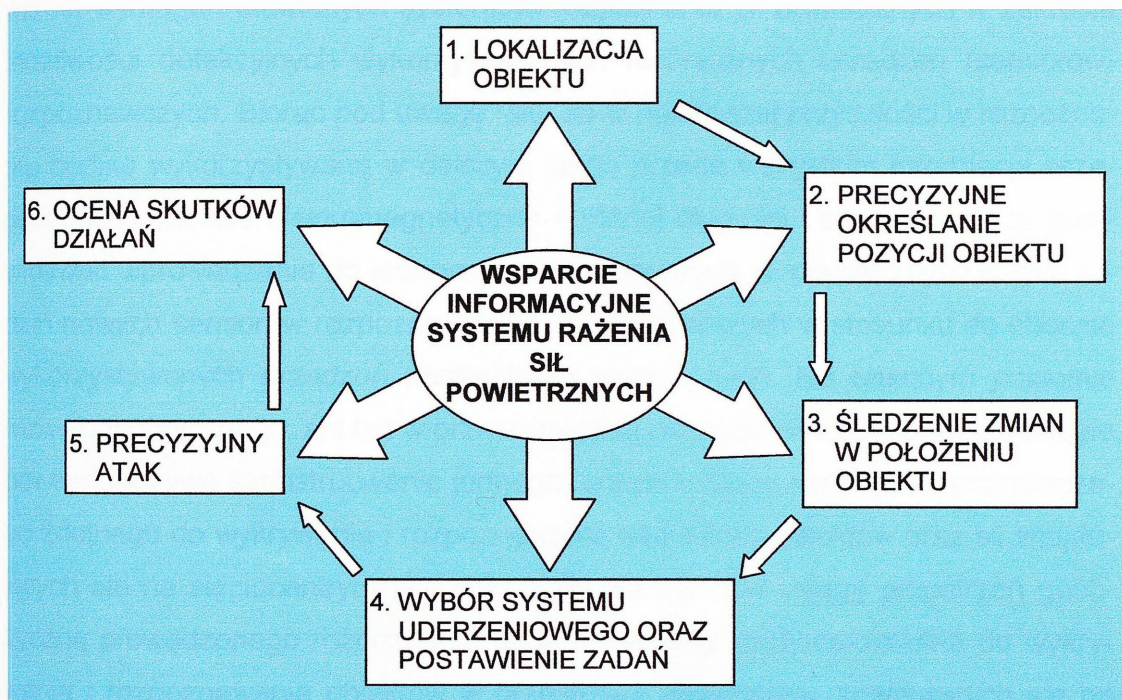 1. LOKALIZACJA
OBIEKTU
2. PRECYZYJNE
OKREŚLANIE
POZYCJI OBIEKTU
3. ŚLEDZENIE ZMIAN
W POŁOŻENIU
OBIEKTU
4. WYBÓR SYSTEMU
UDERZENIOWEGO ORAZ
POSTAWIENIE ZADAŃ
5. PRECYZYJNY
ATAK
6. OCENA SKUTKÓW
DZIAŁAŃ
WSPARCIE
INFORMACYJNE
SYSTEMU RAŻENIA
SIŁ
POWIETRZNYCH